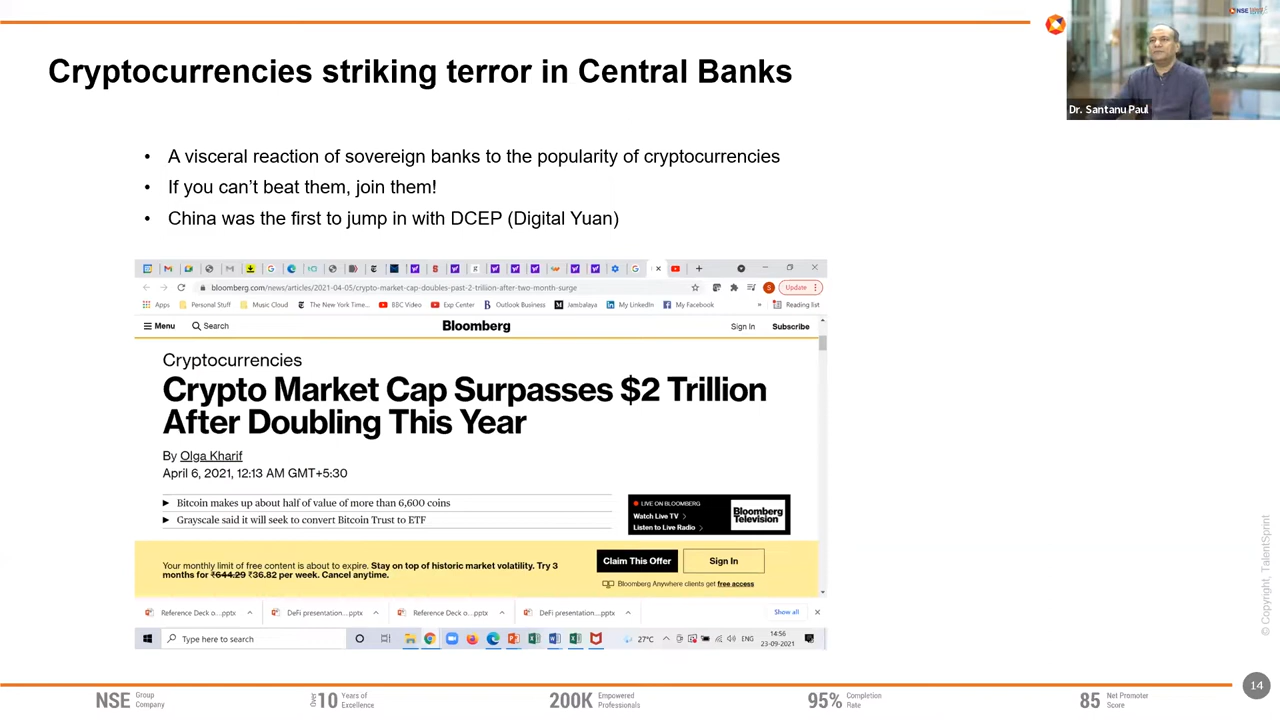 Cryptocurrencies striking terror in Central Banks
NSE
Dr. Santanu Paul
• A visceral reaction of sovereign banks to the popularity of cryptocurrencies
• If you can't beat them, join them!
• China was the first to jump in with DCEP (Digital Yuan)
bloomberg.com/news/articles/2021-04-05/crypto-market-cap-doubles-past-2-trillion-after-two-month-surge
Update
Apps Personal Stuff Music Cloud The New York Time... BBC Video Exp Center Outlook Business Jambalaya My LinkedIn My Facebook » Reading list
Menu Search Bloomberg Sign In Subscribe
Cryptocurrencies
Crypto Market Cap Surpasses $2 Trillion
After Doubling This Year
By Olga Kharif
April 6, 2021, 12:13 AM GMT+5:30
Bitcoin makes up about half of value of more than 6,600 coins
Grayscale said it will seek to convert Bitcoin Trust to ETF
LIVE ON BLOOMBERG
Watch Live TV
Listen to Live Radio
Bloomberg
Television
Your monthly limit of free content is about to expire. Stay on top of historic market volatility. Try 3
months for ₹644.29 ₹36.82 per week. Cancel anytime.
Claim This Offer
Sign In
Bloomberg Anywhere clients get free access
Reference Deck o....pptx DeFi presentation....pptx Reference Deck o....pptx DeFi presentation....pptx Show all
Type here to search
27°C
ENG
14:56
23-09-2021
© Copyright, TalentSprint
14
NSE Group
Company
Over 10 Years of
Excellence
200K Empowered
Professionals
95% Completion
Rate
85 Net Promoter
Score